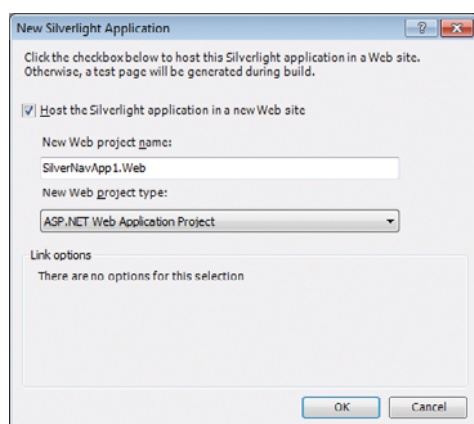 New Silverlight Application
Click the checkbox below to host this Silverlight application in a Web site.
Otherwise, a test page will be generated during build.
Host the Silverlight application in a new Web site
New Web project name:
SilverNavApp1.Web
New Web project type:
ASP.NET Web Application Project
Link options
There are no options for this selection
OK
Cancel